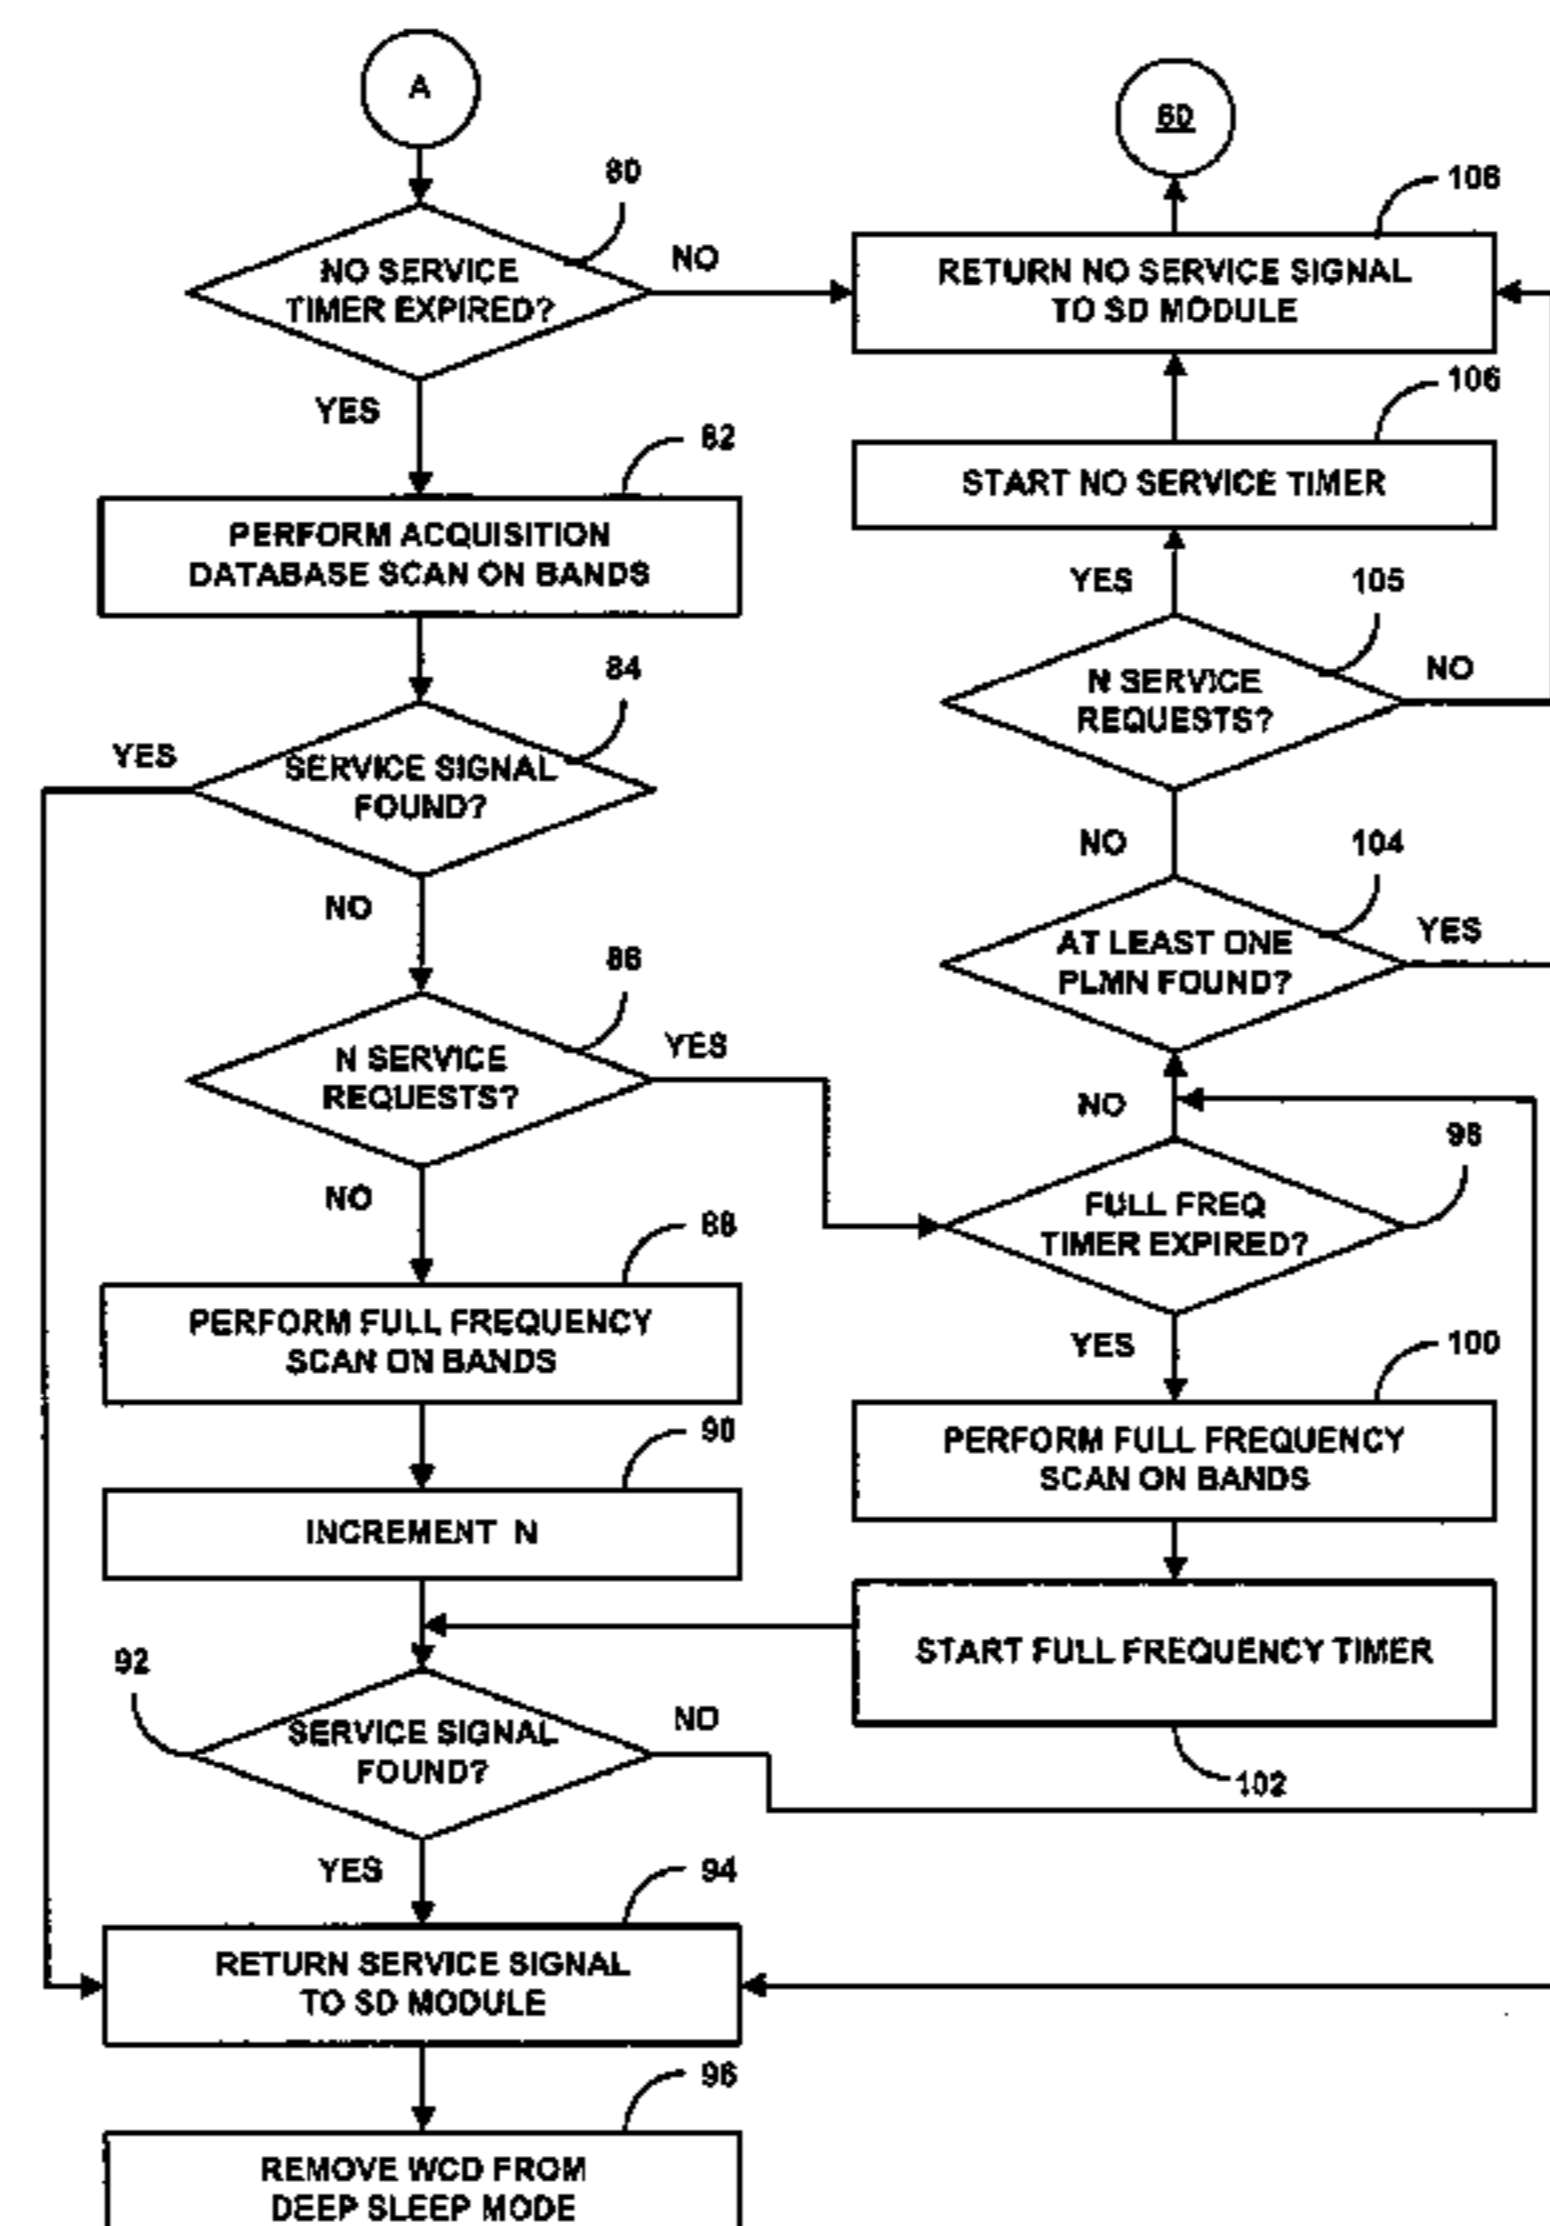 A
80
NO SERVICE
TIMER EXPIRED?
NO
YES
82
PERFORM ACQUISITION
DATABASE SCAN ON BANDS
84
SERVICE SIGNAL
FOUND?
YES
NO
86
N SERVICE
REQUESTS?
YES
NO
88
PERFORM FULL FREQUENCY
SCAN ON BANDS
90
INCREMENT N
92
SERVICE SIGNAL
FOUND?
NO
YES
94
RETURN SERVICE SIGNAL
TO SD MODULE
96
REMOVE WCD FROM
DEEP SLEEP MODE
60
108
RETURN NO SERVICE SIGNAL
TO SD MODULE
106
START NO SERVICE TIMER
YES
105
N SERVICE
REQUESTS?
NO
NO
104
AT LEAST ONE
PLMN FOUND?
YES
NO
98
FULL FREQ
TIMER EXPIRED?
YES
100
PERFORM FULL FREQUENCY
SCAN ON BANDS
START FULL FREQUENCY TIMER
102